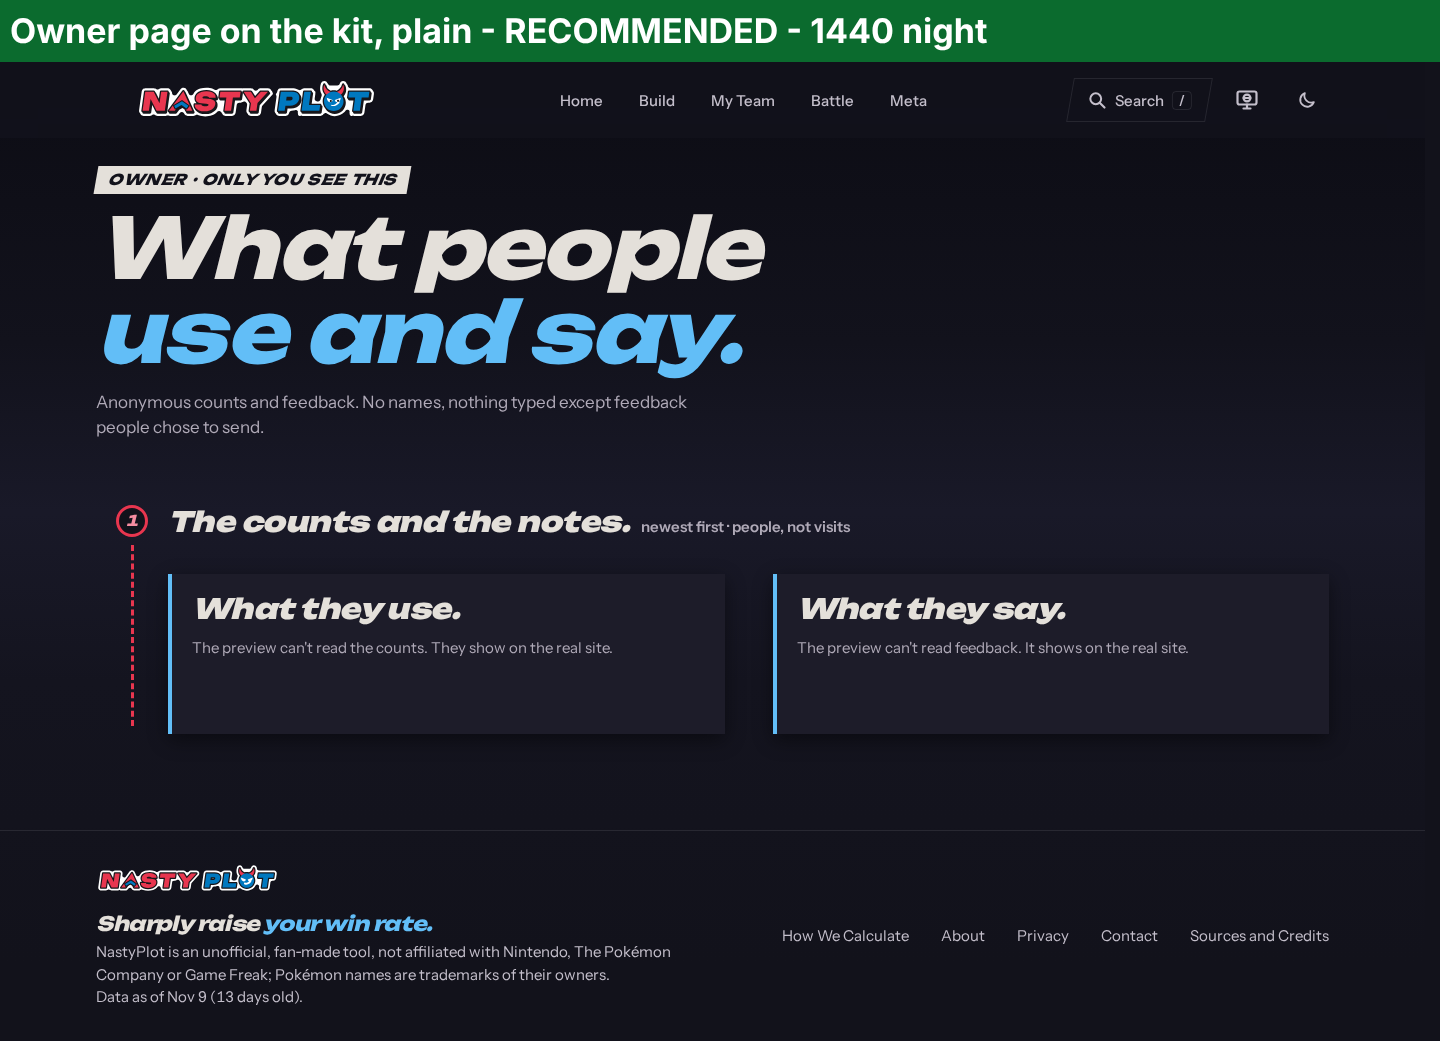 Owner page on the kit, plain - RECOMMENDED - 1440 night
NASTY PLOT
Home Build My Team Battle Meta
Search /
OWNER · ONLY YOU SEE THIS
What people
use and say.
Anonymous counts and feedback. No names, nothing typed except feedback
people chose to send.
1 The counts and the notes. newest first · people, not visits
What they use.
The preview can't read the counts. They show on the real site.
What they say.
The preview can't read feedback. It shows on the real site.
NASTY PLOT
Sharply raise your win rate.
NastyPlot is an unofficial, fan-made tool, not affiliated with Nintendo, The Pokémon
Company or Game Freak; Pokémon names are trademarks of their owners.
Data as of Nov 9 (13 days old).
How We Calculate About Privacy Contact Sources and Credits